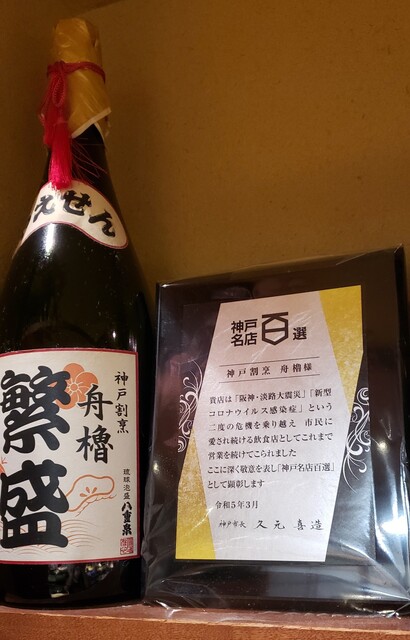 えせん
神戸割烹
舟櫓
繁盛
琉球泡盛
八重泉
神戸
名店
百
選
神戸割烹 舟櫓様
貴店は「阪神・淡路大震災」「新型
コロナウイルス感染症」という
二度の危機を乗り越え 市民に
愛され続ける飲食店としてこれまで
営業を続けてこられました
ここに深く敬意を表し「神戸名店百選」
として顕彰します
令和5年3月
神戸市長 久元喜造